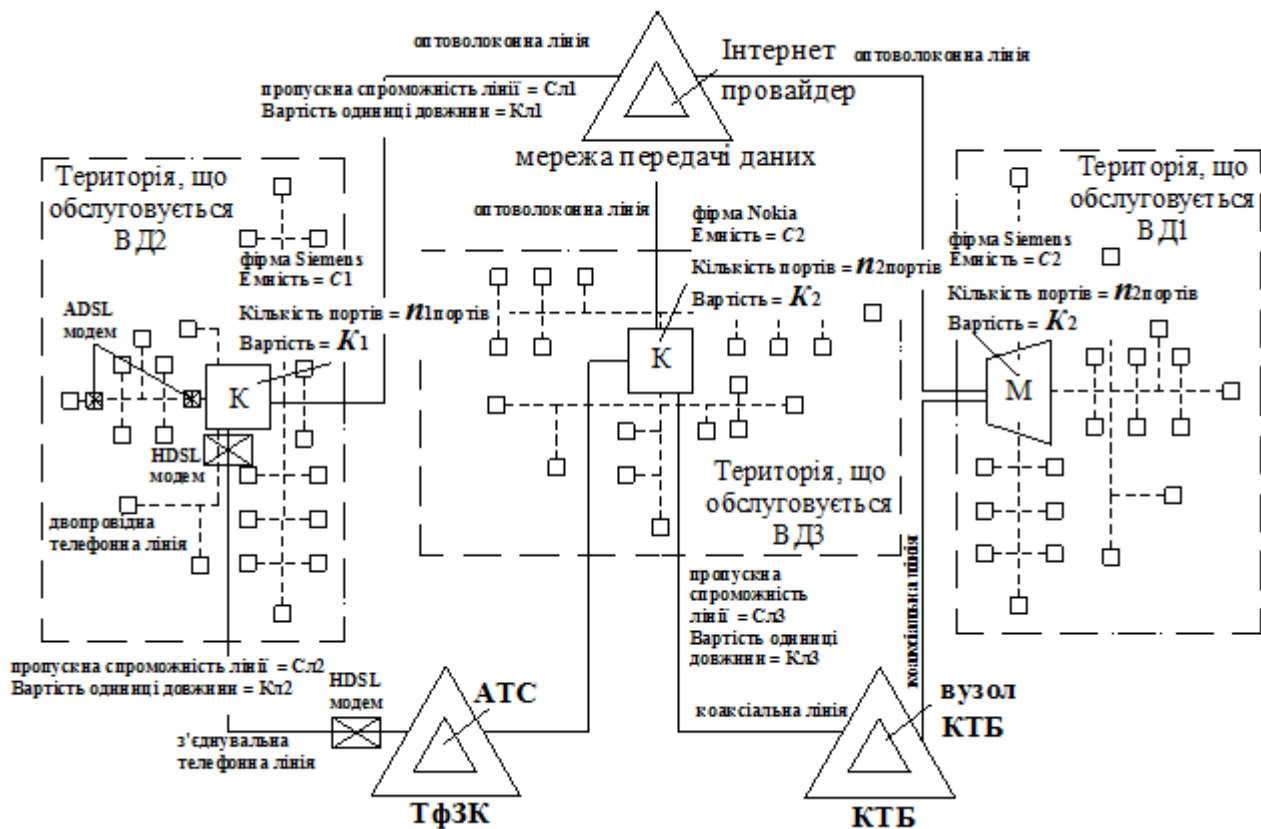 оптоволоконна лінія
Інтернет
провайдер
оптоволоконна лінія
пропускна спроможність лінії = Сл1
Вартість одиниці довжини = Кл1
мережа передачі даних
Територія, що
обслуговується
ВД2
фірма Siemens
Ємність = С1
Кількість портів = n1портів
Вартість = К1
ADSL
модем
К
HDSL
модем
двопровідна
телефонна лінія
оптоволоконна лінія
фірма Nokia
Ємність = С2
Кількість портів = n2портів
Вартість = К2
К
Територія, що
обслуговується
ВД3
Територія, що
обслуговується
ВД1
фірма Siemens
Ємність = С2
Кількість портів = n2портів
Вартість = К2
М
пропускна спроможність лінії = Сл2
Вартість одиниці довжини = Кл2
HDSL
модем
з'єднувальна
телефонна лінія
АТС
ТфЗК
пропускна
спроможність
лінії = Сл3
Вартість одиниці
довжини = Кл3
коаксіальна лінія
коаксіальна лінія
вузол
КТБ
КТБ